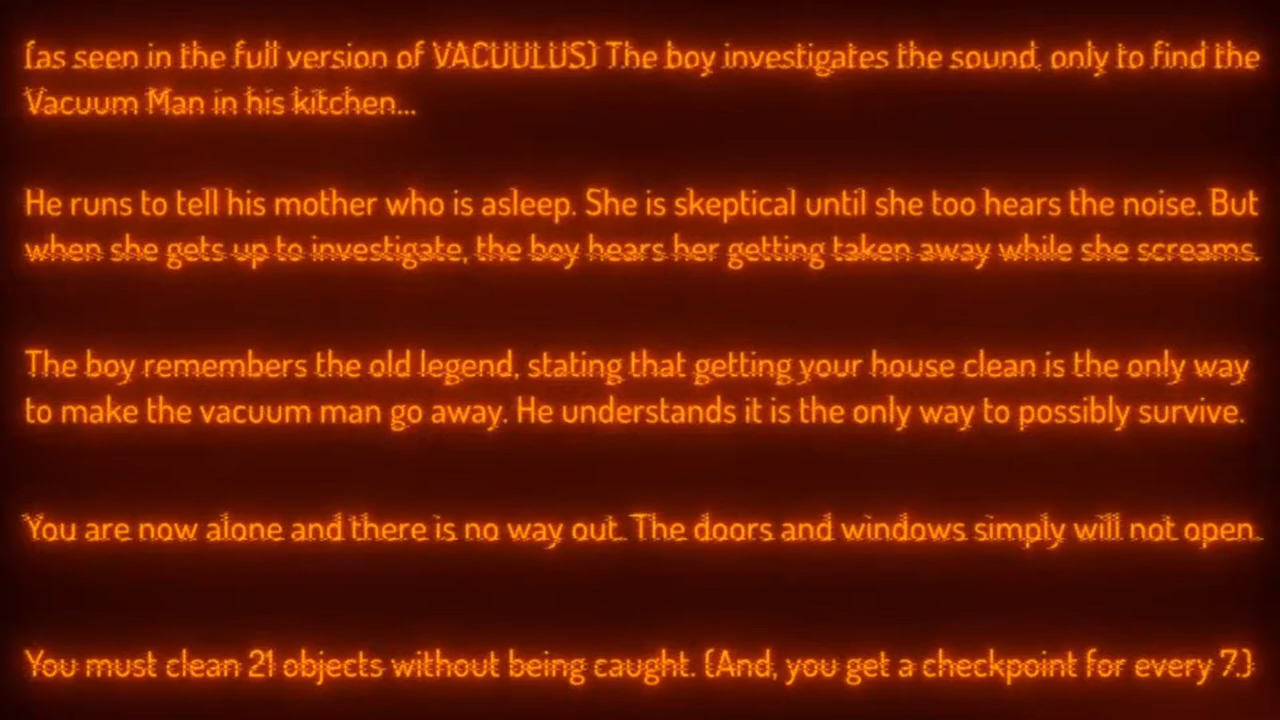 (as seen in the full version of VACUULUS) The boy investigates the sound, only to find the
Vacuum Man in his kitchen...
He runs to tell his mother who is asleep. She is skeptical until she too hears the noise. But
when she gets up to investigate, the boy hears her getting taken away while she screams.
The boy remembers the old legend, stating that getting your house clean is the only way
to make the vacuum man go away. He understands it is the only way to possibly survive.
You are now alone and there is no way out. The doors and windows simply will not open.
You must clean 21 objects without being caught. (And, you get a checkpoint for every 7.)